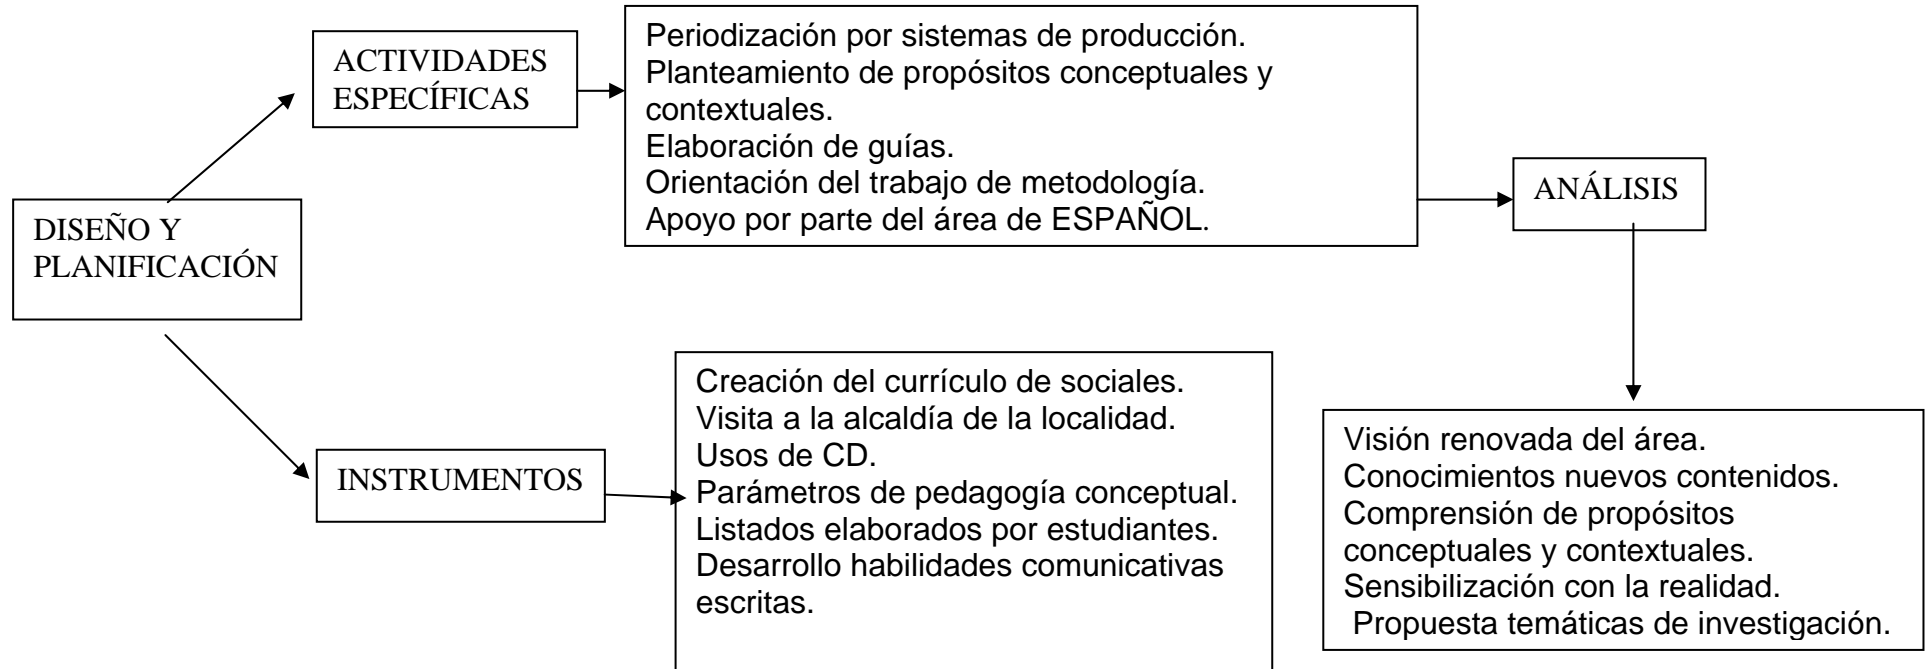 ACTIVIDADES
ESPECÍFICAS
Periodización por sistemas de producción.
Planteamiento de propósitos conceptuales y
contextuales.
Elaboración de guías.
Orientación del trabajo de metodología.
Apoyo por parte del área de ESPAÑOL.
ANÁLISIS
DISEÑO Y
PLANIFICACIÓN
INSTRUMENTOS
Creación del currículo de sociales.
Visita a la alcaldía de la localidad.
Usos de CD.
Parámetros de pedagogía conceptual.
Listados elaborados por estudiantes.
Desarrollo habilidades comunicativas
escritas.
Visión renovada del área.
Conocimientos nuevos contenidos.
Comprensión de propósitos
conceptuales y contextuales.
Sensibilización con la realidad.
Propuesta temáticas de investigación.